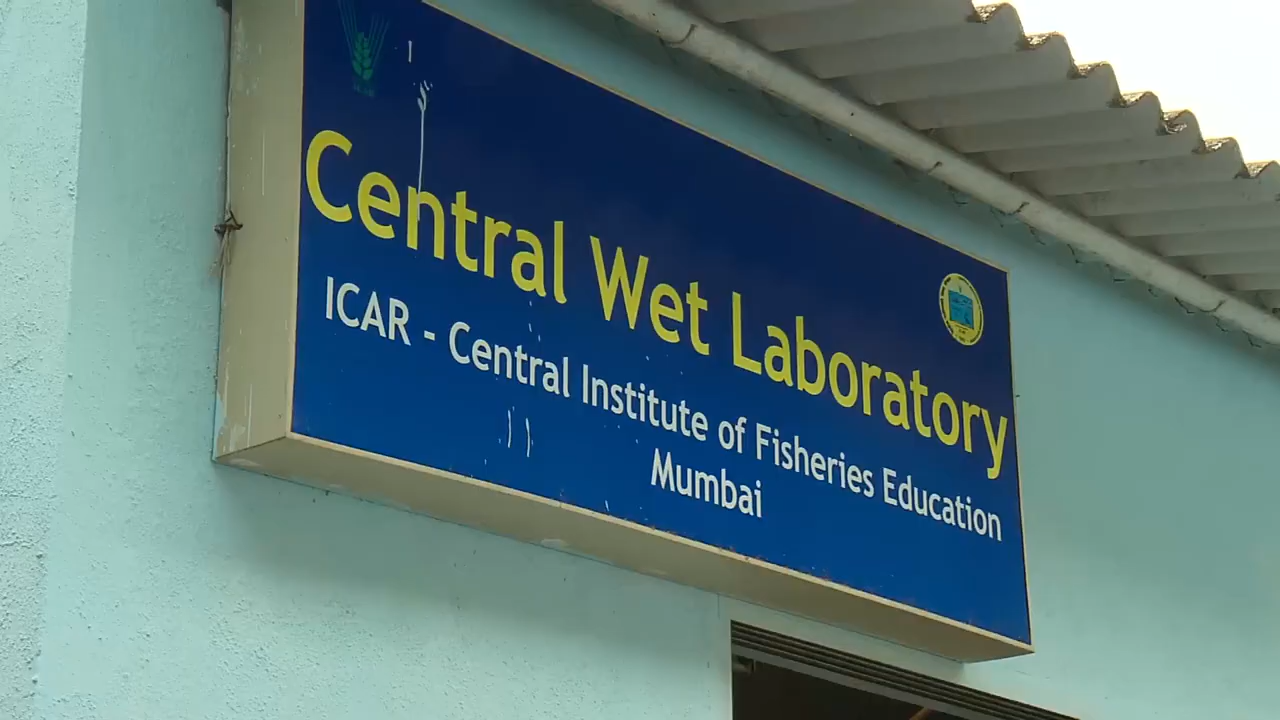 Central Wet Laboratory
ICAR - Central Institute of Fisheries Education
Mumbai